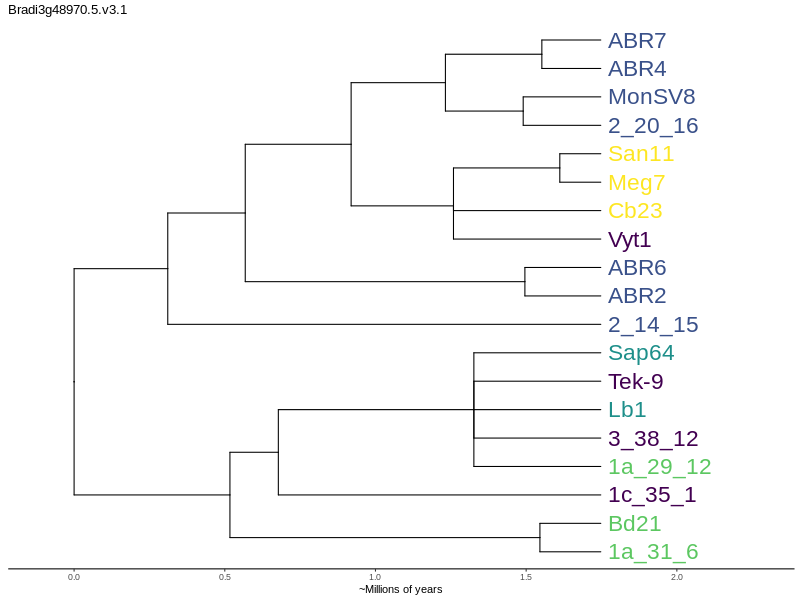 Bradi3g48970.5.v3.1
ABR7
ABR4
MonSV8
2_20_16
San11
Meg7
Cb23
Vyt1
ABR6
ABR2
2_14_15
Sap64
Tek-9
Lb1
3_38_12
1a_29_12
1c_35_1
Bd21
1a_31_6
0.0 0.5 1.0 1.5 2.0
~Millions of years